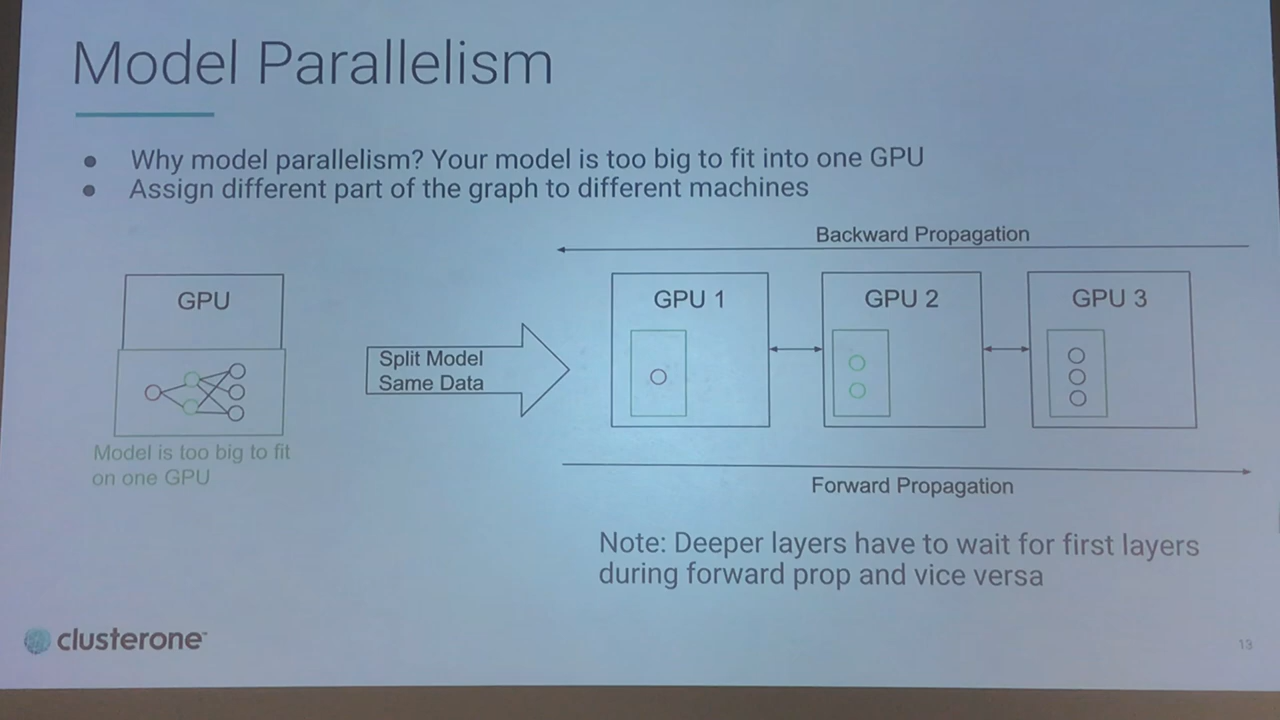 Model Parallelism
● Why model parallelism? Your model is too big to fit into one GPU
● Assign different part of the graph to different machines
Backward Propagation
GPU
GPU 1
GPU 2
GPU 3
Split Model
Same Data
Model is too big to fit
on one GPU
Forward Propagation
Note: Deeper layers have to wait for first layers
during forward prop and vice versa
clusterone
13